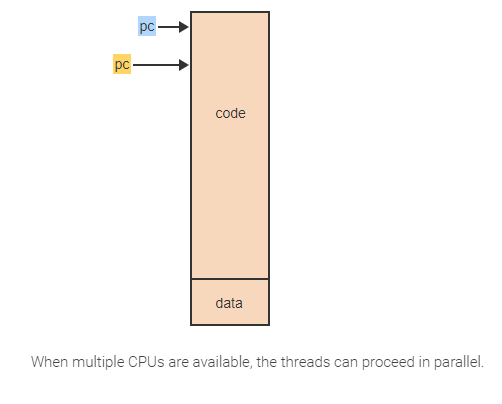 pc
pc
code
data
When multiple CPUs are available, the threads can proceed in parallel.